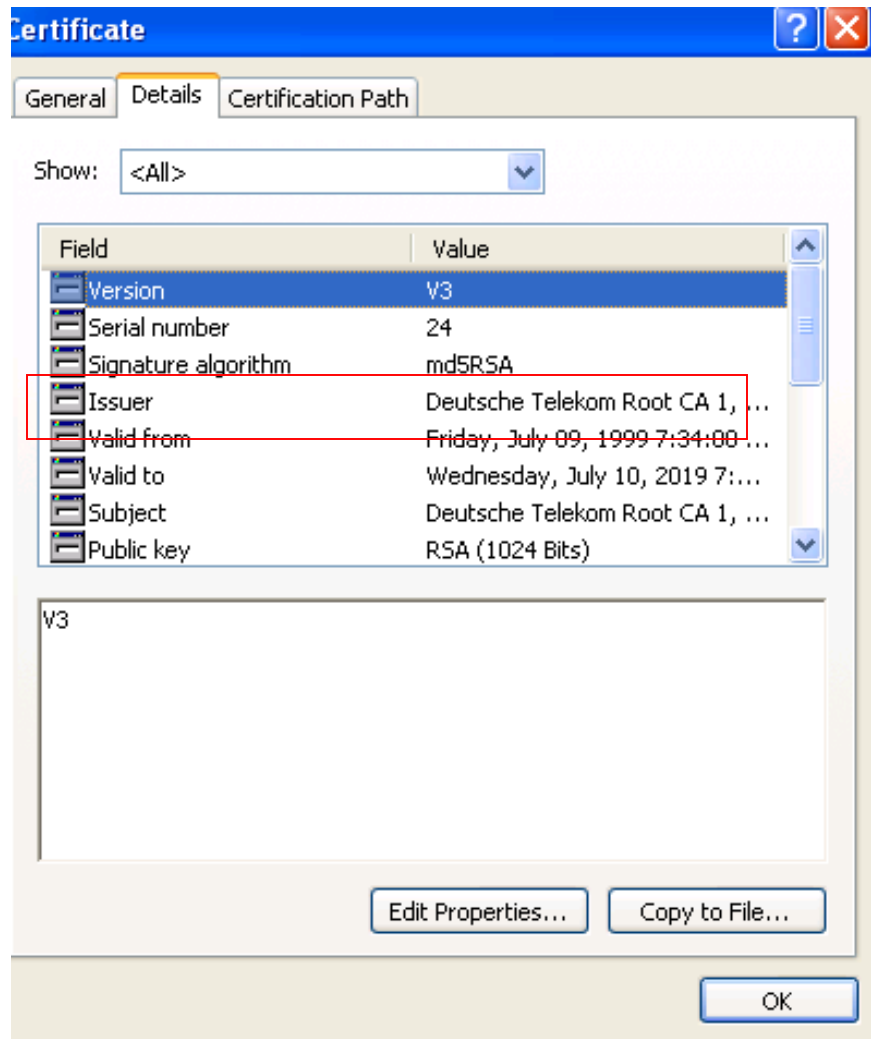 Certificate
General Details Certification Path
Show: <All>
Field Value
Version V3
Serial number 24
Signature algorithm md5RSA
Issuer Deutsche Telekom Root CA 1, ...
Valid from Friday, July 09, 1999 7:34:00 ...
Valid to Wednesday, July 10, 2019 7:...
Subject Deutsche Telekom Root CA 1, ...
Public key RSA (1024 Bits)
V3
Edit Properties... Copy to File...
OK